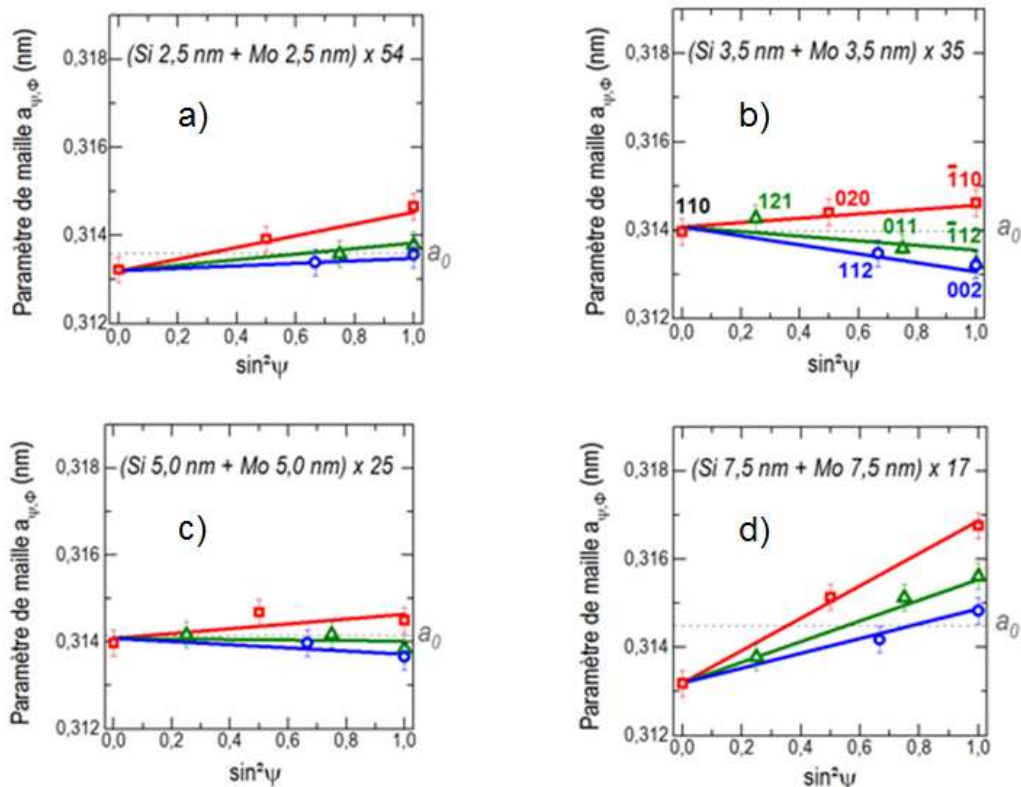 Paramètre de maille a_ψ,Φ (nm)
0,318
0,316
0,314
0,312
(Si 2,5 nm + Mo 2,5 nm) x 54
a)
a₀
0,0 0,2 0,4 0,6 0,8 1,0
sin²ψ
Paramètre de maille a_ψ,Φ (nm)
0,318
0,316
0,314
0,312
(Si 3,5 nm + Mo 3,5 nm) x 35
b)
1̄10
121
020
110
011
1̄12
a₀
112
002
0,0 0,2 0,4 0,6 0,8 1,0
sin²ψ
Paramètre de maille a_ψ,Φ (nm)
0,318
0,316
0,314
0,312
(Si 5,0 nm + Mo 5,0 nm) x 25
c)
a₀
0,0 0,2 0,4 0,6 0,8 1,0
sin²ψ
Paramètre de maille a_ψ,Φ (nm)
0,318
0,316
0,314
0,312
(Si 7,5 nm + Mo 7,5 nm) x 17
d)
a₀
0,0 0,2 0,4 0,6 0,8 1,0
sin²ψ